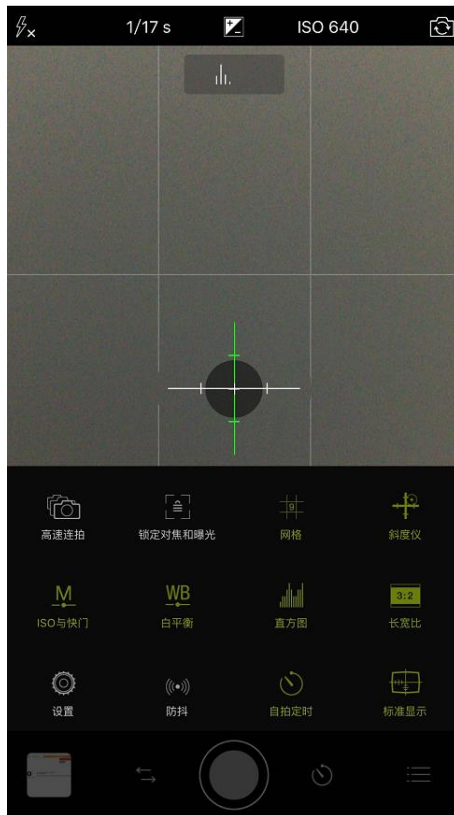 1/17 s
ISO 640
高速连拍
锁定对焦和曝光
9
网格
斜度仪
M
ISO与快门
WB
白平衡
直方图
3:2
长宽比
设置
防抖
自拍定时
标准显示